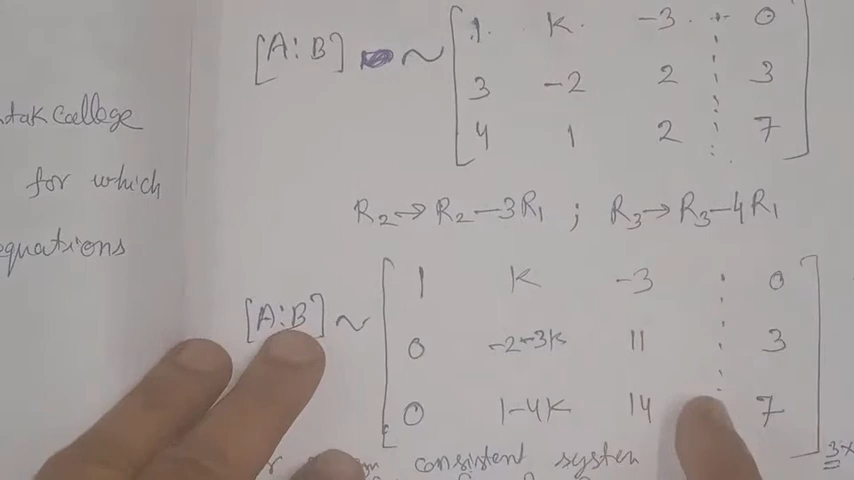 [A:B] ~ [ 1 K -3 : 0
3 -2 2 : 3
4 1 2 : 7 ]
College
for which
equations
R₂→R₂-3R₁ ; R₃→R₃-4R₁
[A:B] ~ [ 1 K -3 : 0
0 -2-3K 11 : 3
0 1-4K 14 : 7 ]
consistent system